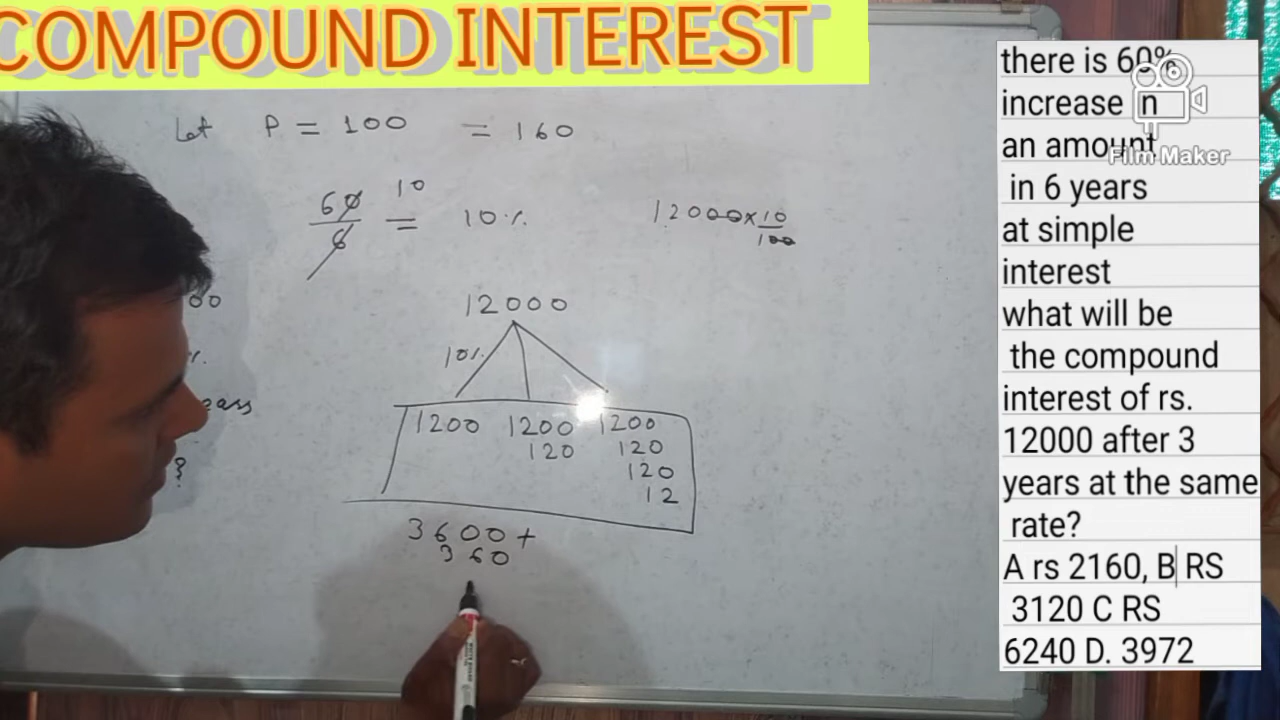 COMPOUND INTEREST
Let P = 100 = 160
60/6 = 10 10%
12000×10/100
00
12000
%.
10%
1200 1200 1200
120 120
?
120
12
3600+
360
there is 60%
increase in
an amount
in 6 years
at simple
interest
what will be
the compound
interest of rs.
12000 after 3
years at the same
rate?
A rs 2160, B RS
3120 C RS
6240 D. 3972
Film Maker